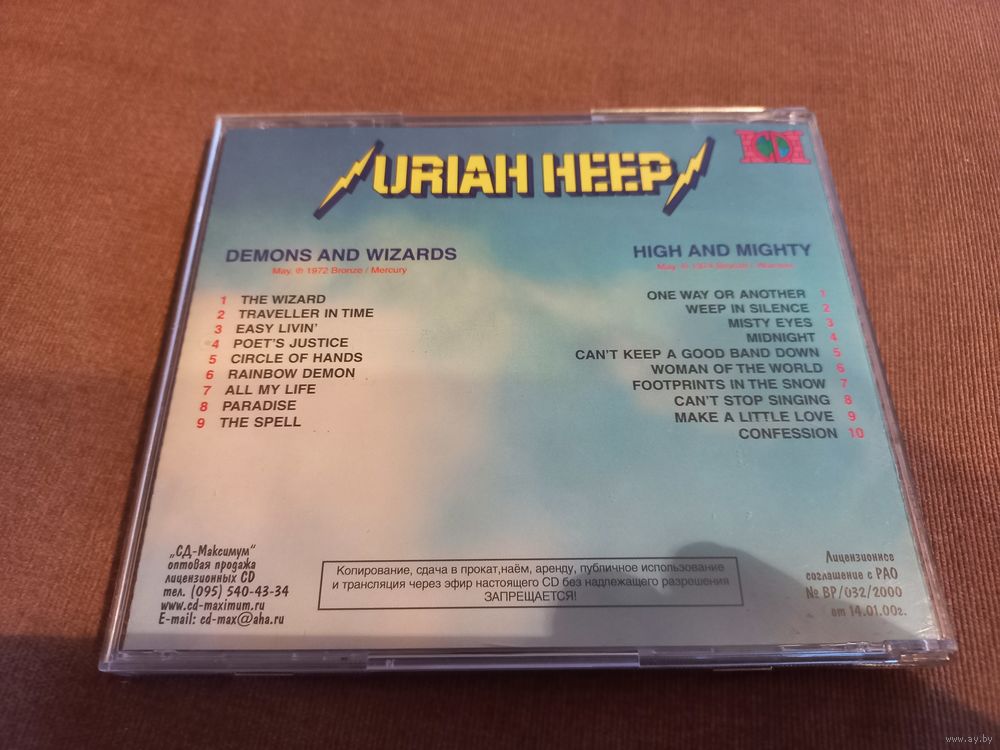 URIAH HEEP
CD
DEMONS AND WIZARDS
May, ℗ 1972 Bronze / Mercury
1 THE WIZARD
2 TRAVELLER IN TIME
3 EASY LIVIN'
4 POET'S JUSTICE
5 CIRCLE OF HANDS
6 RAINBOW DEMON
7 ALL MY LIFE
8 PARADISE
9 THE SPELL
HIGH AND MIGHTY
May, ℗ Bronze /
ONE WAY OR ANOTHER 1
WEEP IN SILENCE 2
MISTY EYES 3
MIDNIGHT 4
CAN'T KEEP A GOOD BAND DOWN 5
WOMAN OF THE WORLD 6
FOOTPRINTS IN THE SNOW 7
CAN'T STOP SINGING 8
MAKE A LITTLE LOVE 9
CONFESSION 10
„СД-Максимум"
оптовая продажа
лицензионных CD
тел. (095) 540-43-34
www.cd-maximum.ru
E-mail: cd-max@aha.ru
Копирование, сдача в прокат,наём, аренду, публичное использование
и трансляция через эфир настоящего CD без надлежащего разрешения
ЗАПРЕЩАЕТСЯ!
Лицензионное
соглашение с РАО
№ ВР/032/2000
от 14.01.00г.
www.ay.by